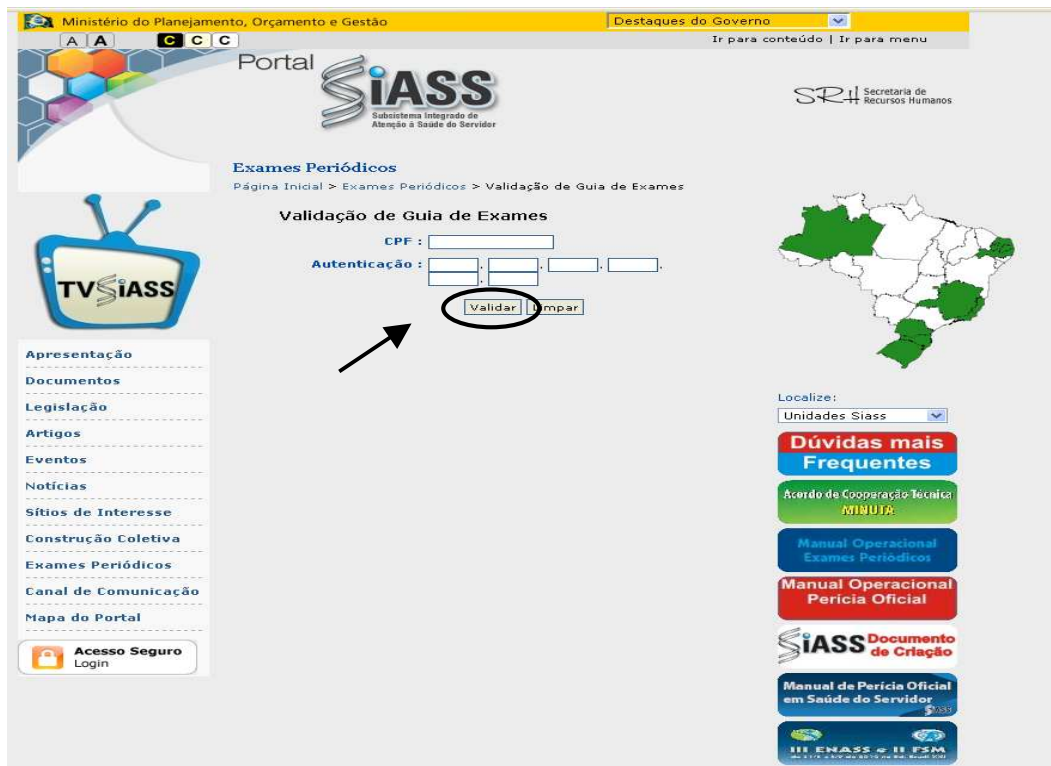 Ministério do Planejamento, Orçamento e Gestão
Destaques do Governo
A A C C C
Ir para conteúdo | Ir para menu
Portal
SiASS
Subsistema Integrado de
Atenção à Saúde do Servidor
SRH Secretaria de
Recursos Humanos
Exames Periódicos
Página Inicial > Exames Periódicos > Validação de Guia de Exames
Validação de Guia de Exames
CPF :
Autenticação : . . . .
.
Validar Limpar
TVSiASS
Apresentação
Documentos
Legislação
Artigos
Eventos
Notícias
Sítios de Interesse
Construção Coletiva
Exames Periódicos
Canal de Comunicação
Mapa do Portal
Acesso Seguro
Login
Localize:
Unidades Siass
Dúvidas mais
Frequentes
Acordo de Cooperação Técnica
MINUTA
Manual Operacional
Exames Periódicos
Manual Operacional
Perícia Oficial
SiASS Documento
de Criação
Manual de Perícia Oficial
em Saúde do Servidor
SiASS
III ENASS e II FSM